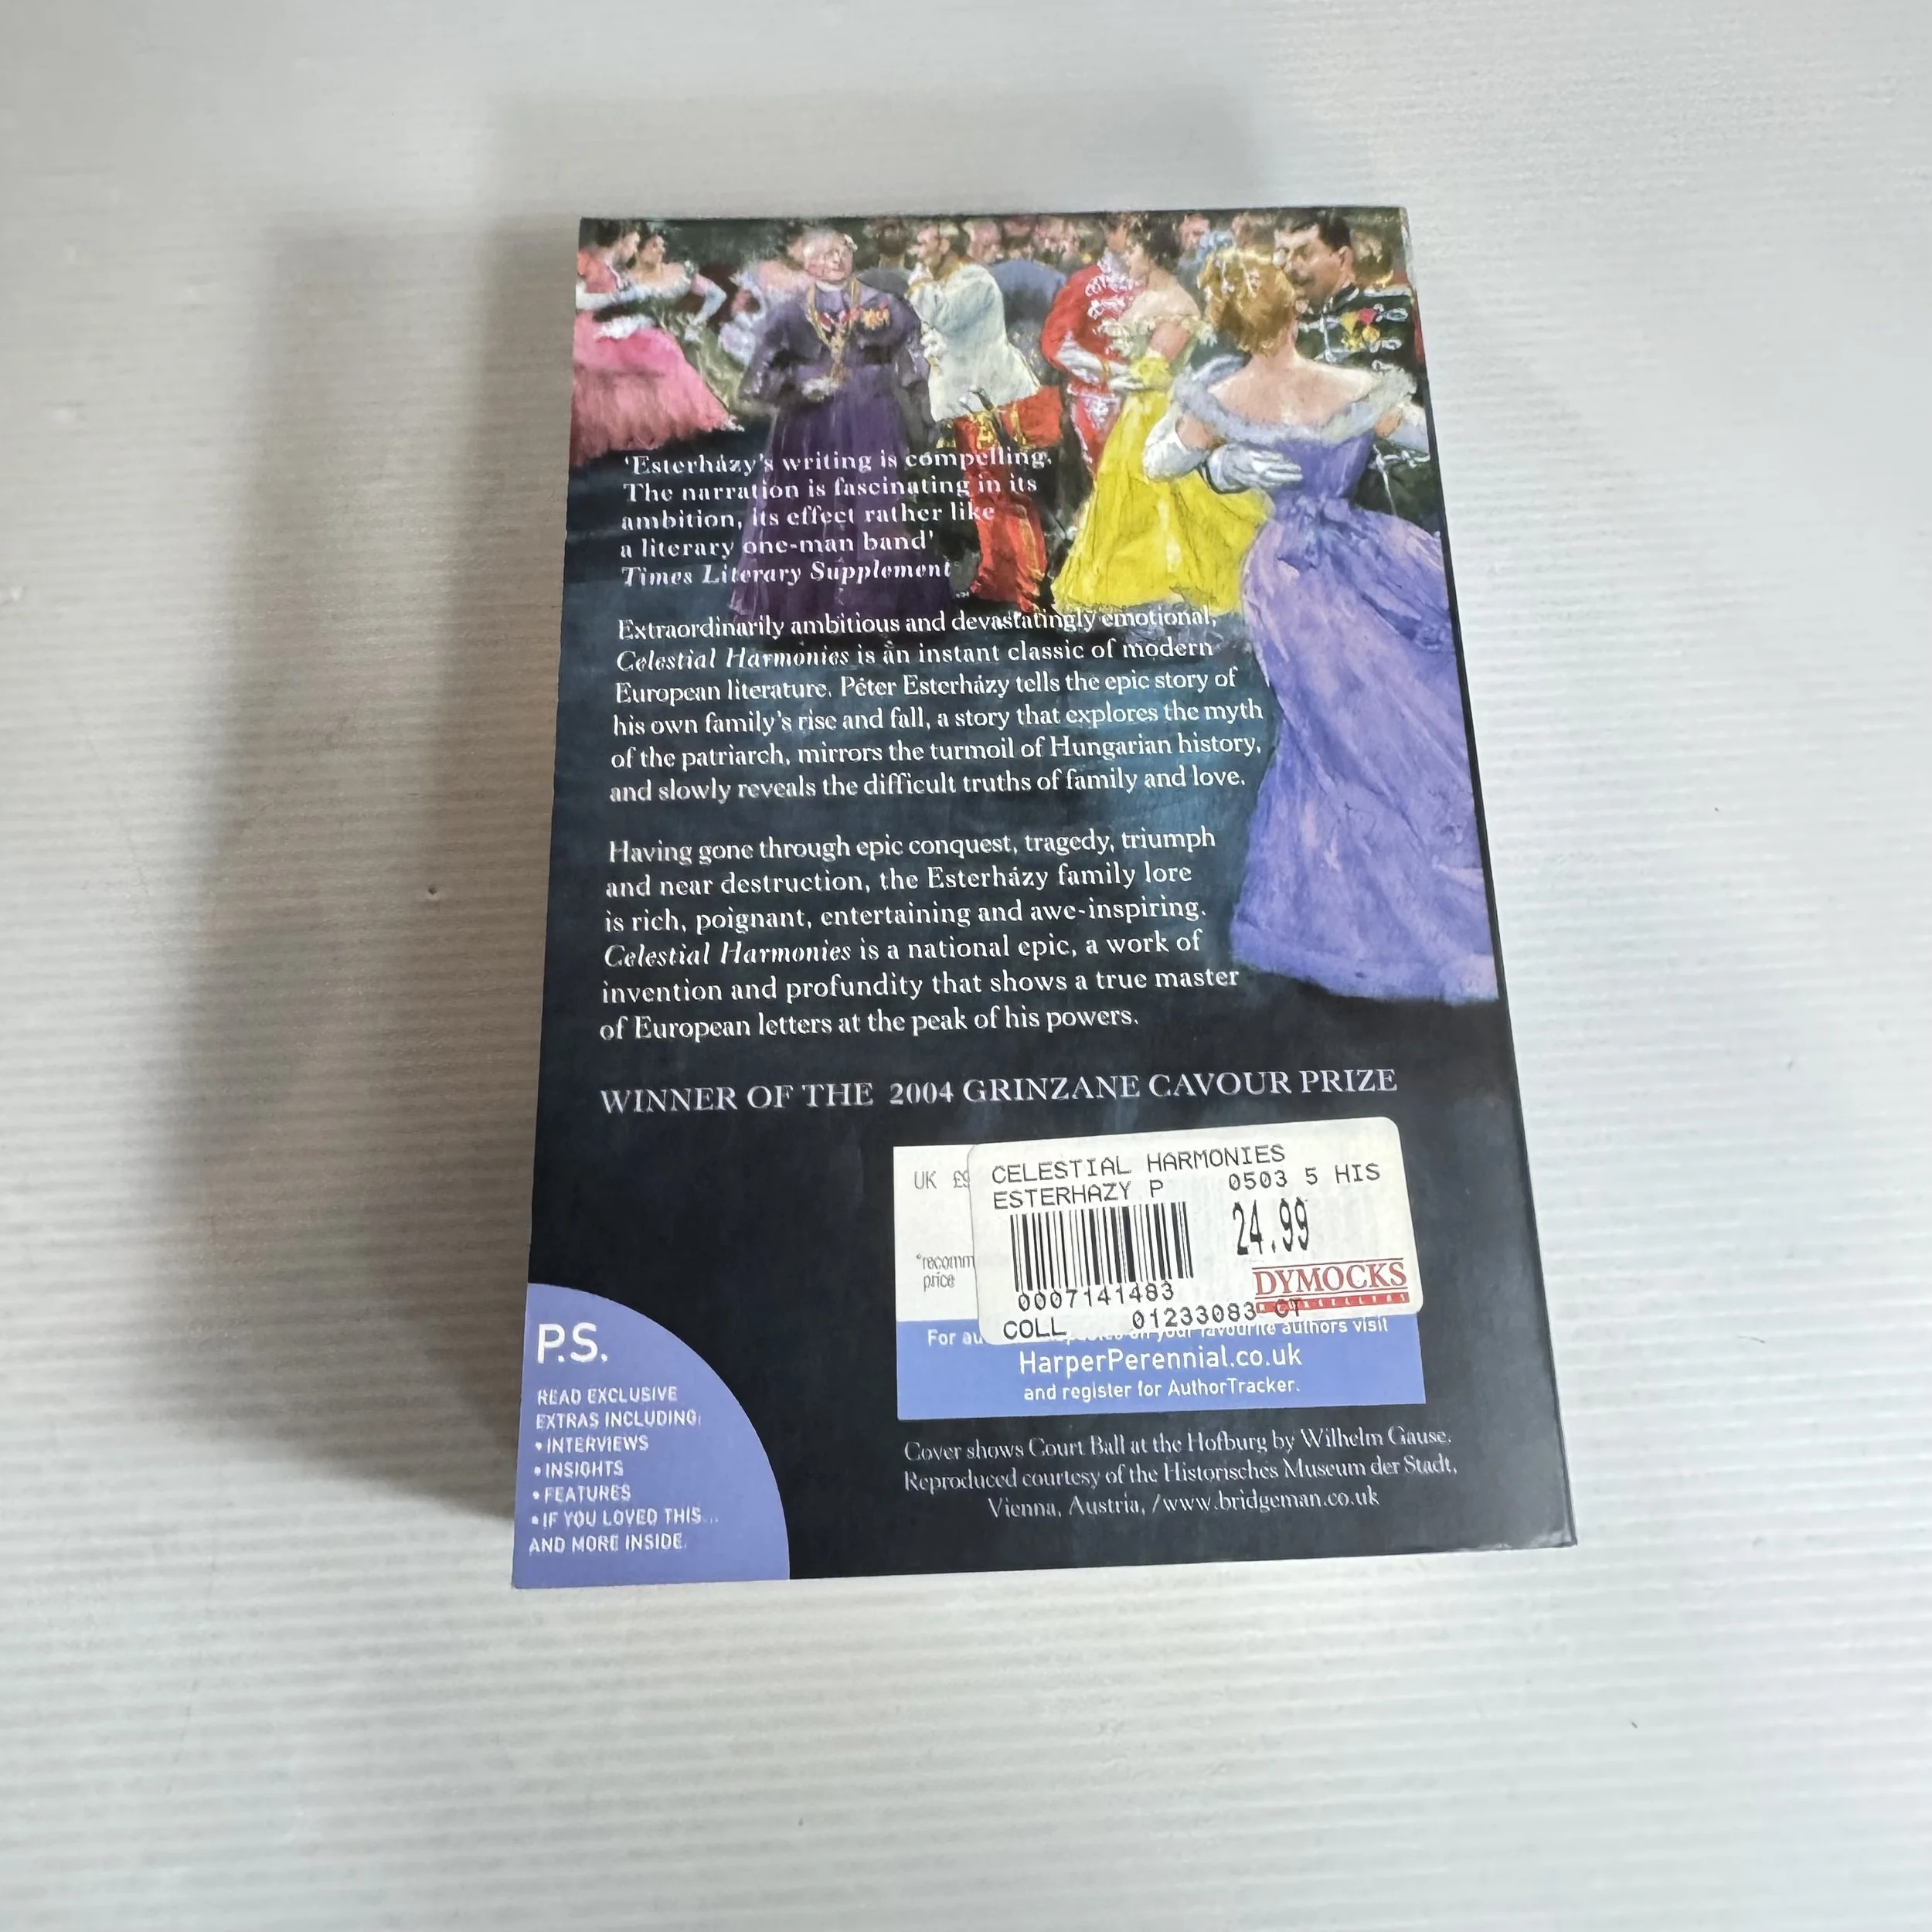 'Esterházy's writing is compelling.
The narration is fascinating in its
ambition, its effect rather like
a literary one-man band'
Times Literary Supplement
Extraordinarily ambitious and devastatingly emotional,
Celestial Harmonies is an instant classic of modern
European literature. Péter Esterházy tells the epic story of
his own family's rise and fall, a story that explores the myth
of the patriarch, mirrors the turmoil of Hungarian history,
and slowly reveals the difficult truths of family and love.
Having gone through epic conquest, tragedy, triumph
and near destruction, the Esterházy family lore
is rich, poignant, entertaining and awe-inspiring.
Celestial Harmonies is a national epic, a work of
invention and profundity that shows a true master
of European letters at the peak of his powers.
WINNER OF THE 2004 GRINZANE CAVOUR PRIZE
UK
CELESTIAL HARMONIES
ESTERHAZY P 0503 5 HIS
24.99
DYMOCKS
0007141483
COLL 01233083 CT
price
For on your favourite authors visit
HarperPerennial.co.uk
and register for AuthorTracker.
Cover shows Court Ball at the Hofburg by Wilhelm Gause.
Reproduced courtesy of the Historisches Museum der Stadt,
Vienna, Austria, /www.bridgeman.co.uk
P.S.
READ EXCLUSIVE
EXTRAS INCLUDING:
• INTERVIEWS
• INSIGHTS
• FEATURES
• IF YOU LOVED THIS...
AND MORE INSIDE.